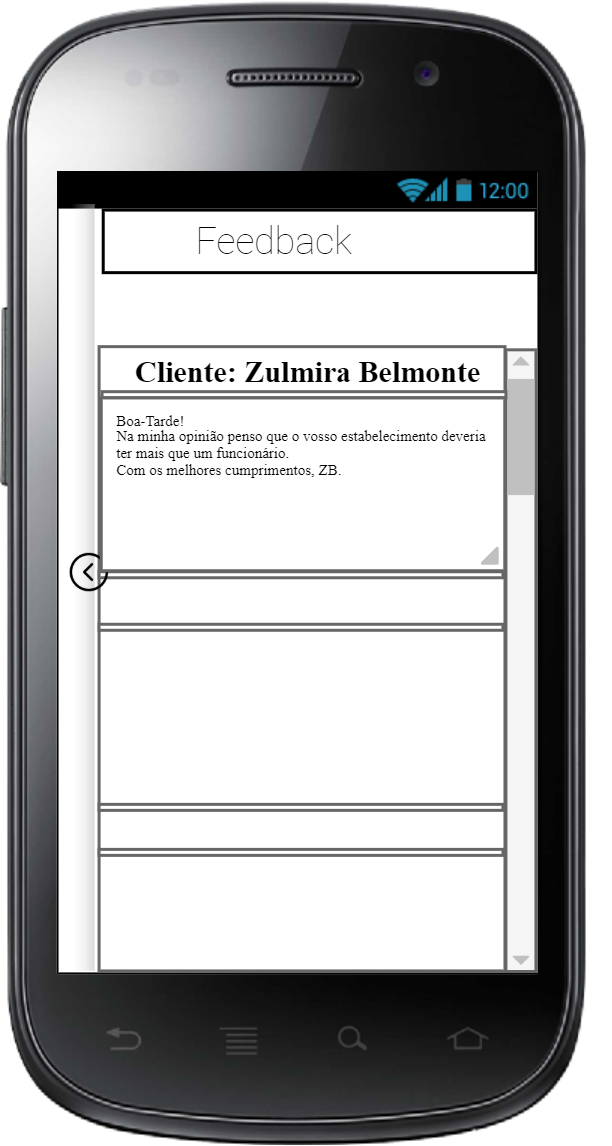 12:00
Feedback
Cliente: Zulmira Belmonte
Boa-Tarde!
Na minha opinião penso que o vosso estabelecimento deveria
ter mais que um funcionário.
Com os melhores cumprimentos, ZB.